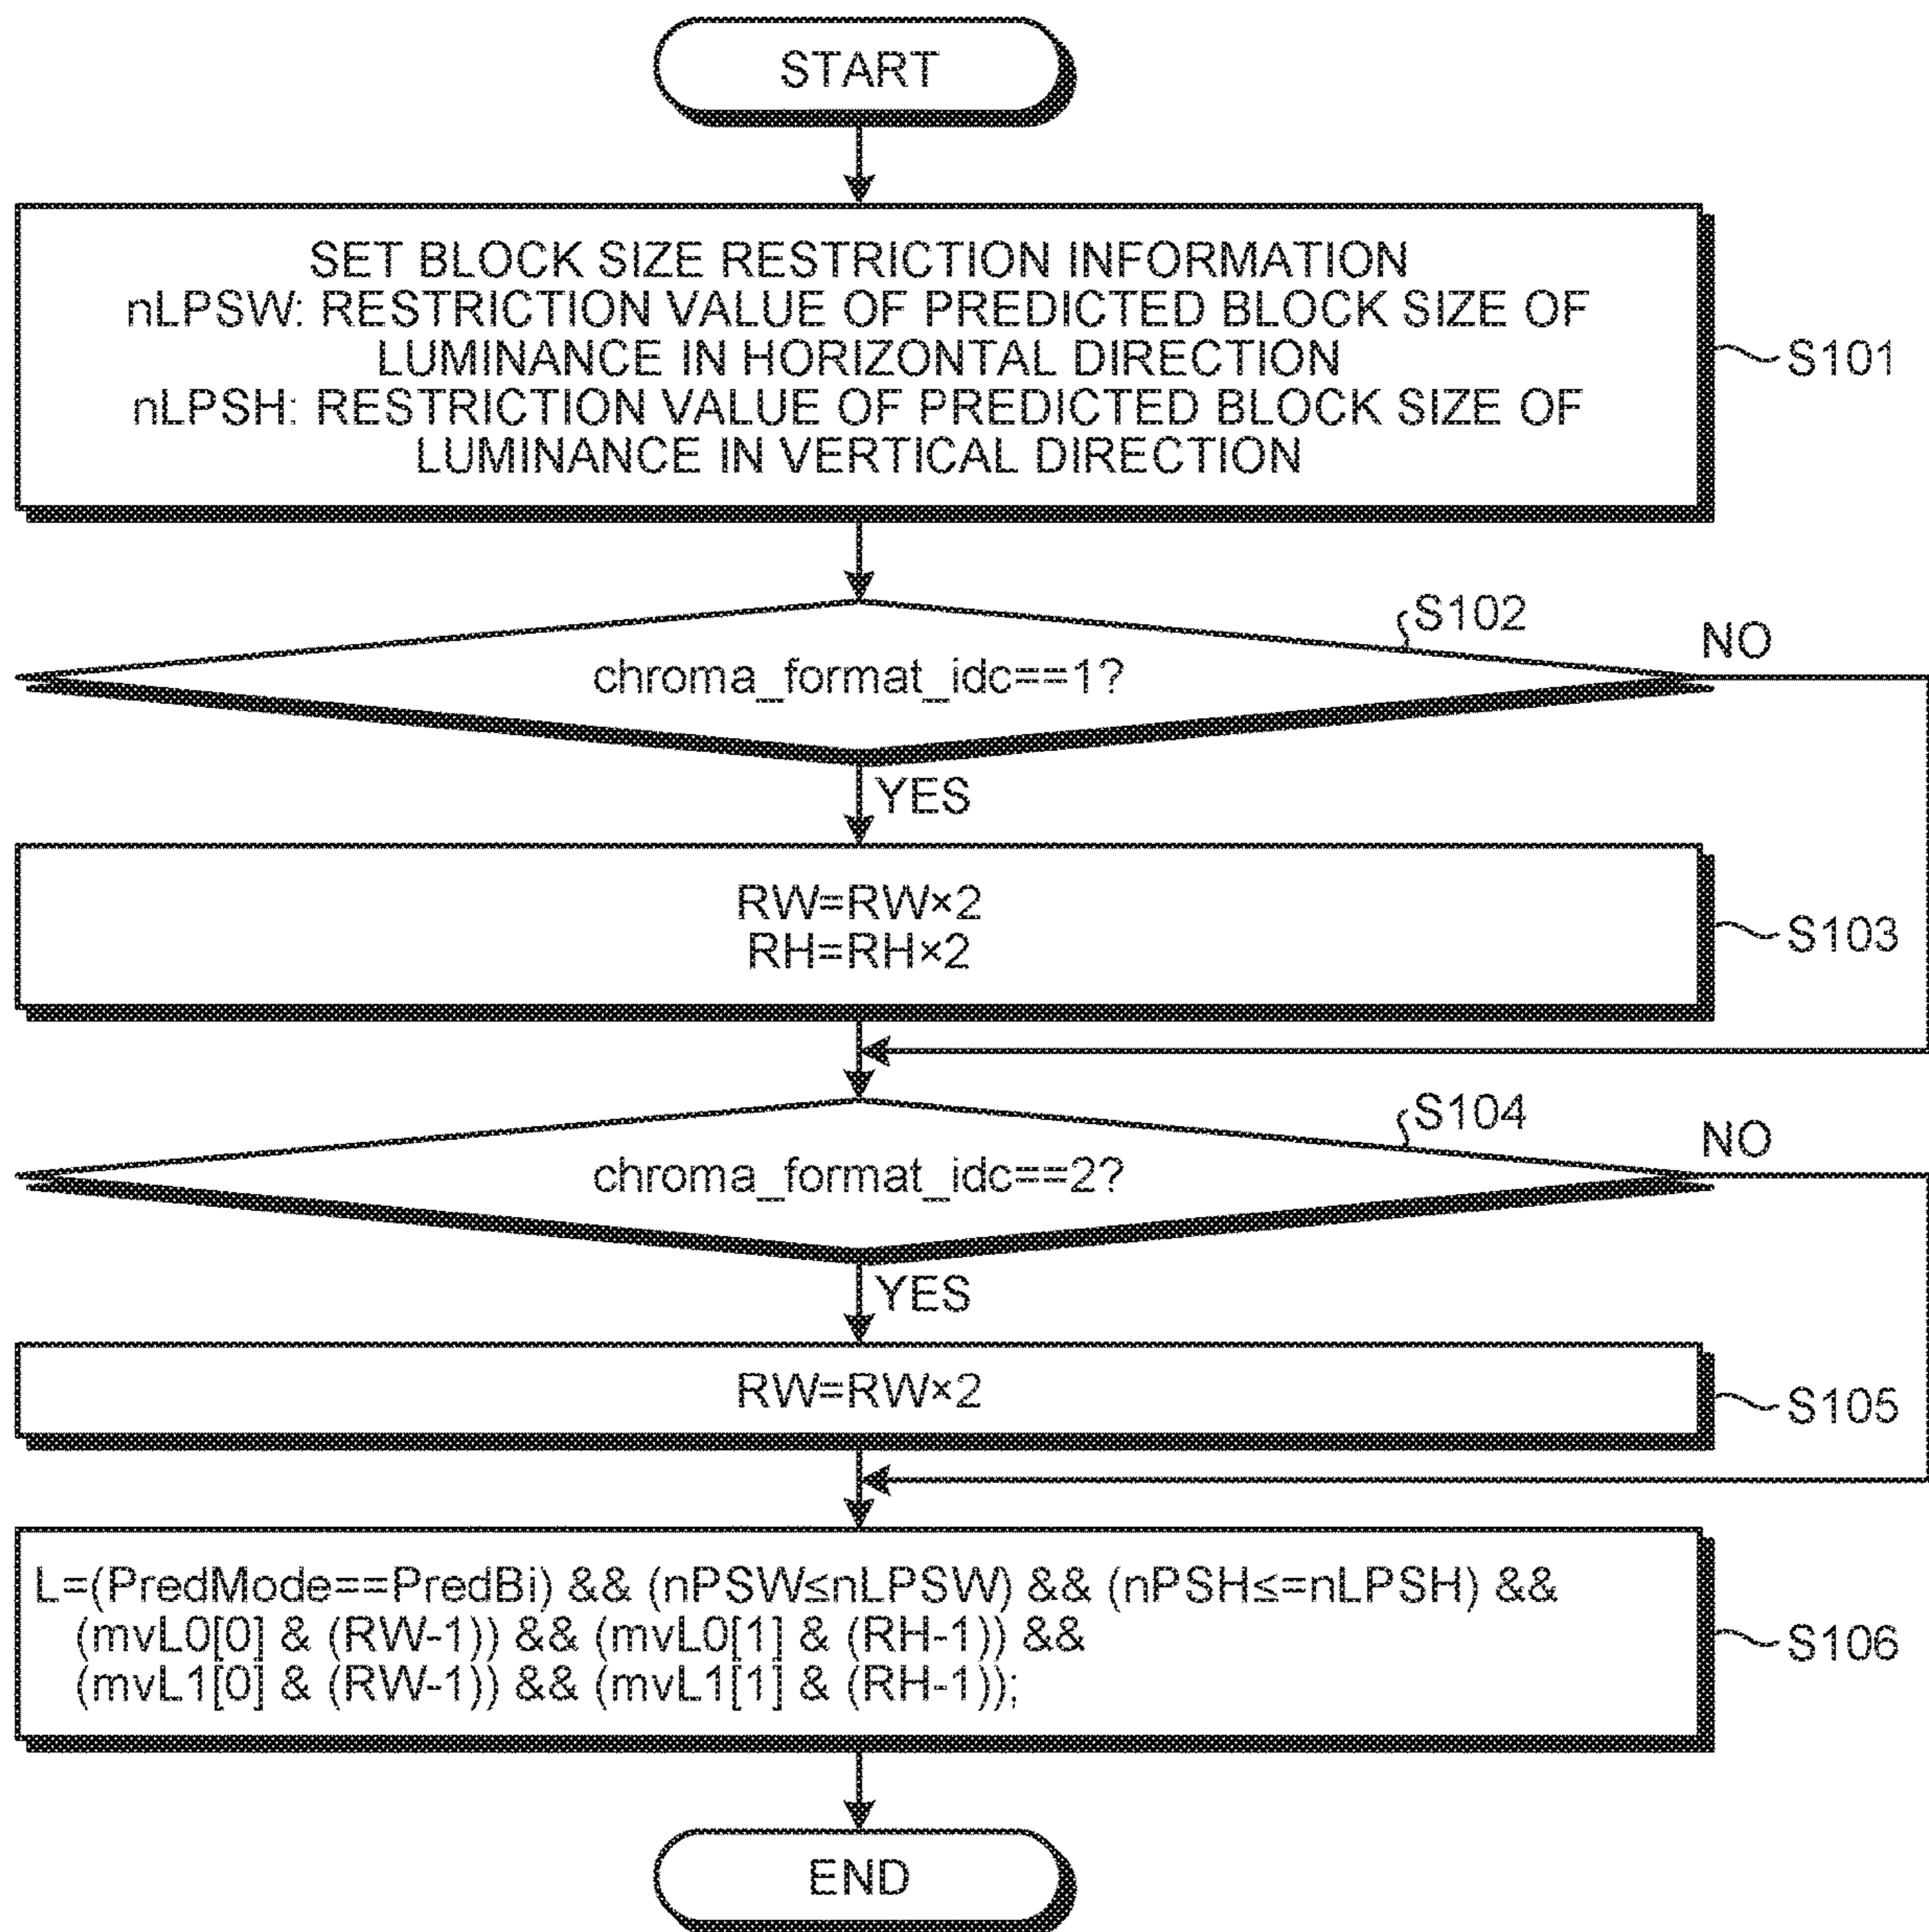 START
SET BLOCK SIZE RESTRICTION INFORMATION
nLPSW: RESTRICTION VALUE OF PREDICTED BLOCK SIZE OF
LUMINANCE IN HORIZONTAL DIRECTION
nLPSH: RESTRICTION VALUE OF PREDICTED BLOCK SIZE OF
LUMINANCE IN VERTICAL DIRECTION
S101
S102
NO
chroma_format_idc==1?
YES
RW=RW×2
RH=RH×2
S103
S104
NO
chroma_format_idc==2?
YES
RW=RW×2
S105
L=(PredMode==PredBi) && (nPSW≤nLPSW) && (nPSH≤=nLPSH) &&
(mvL0[0] & (RW-1)) && (mvL0[1] & (RH-1)) &&
(mvL1[0] & (RW-1)) && (mvL1[1] & (RH-1));
S106
END